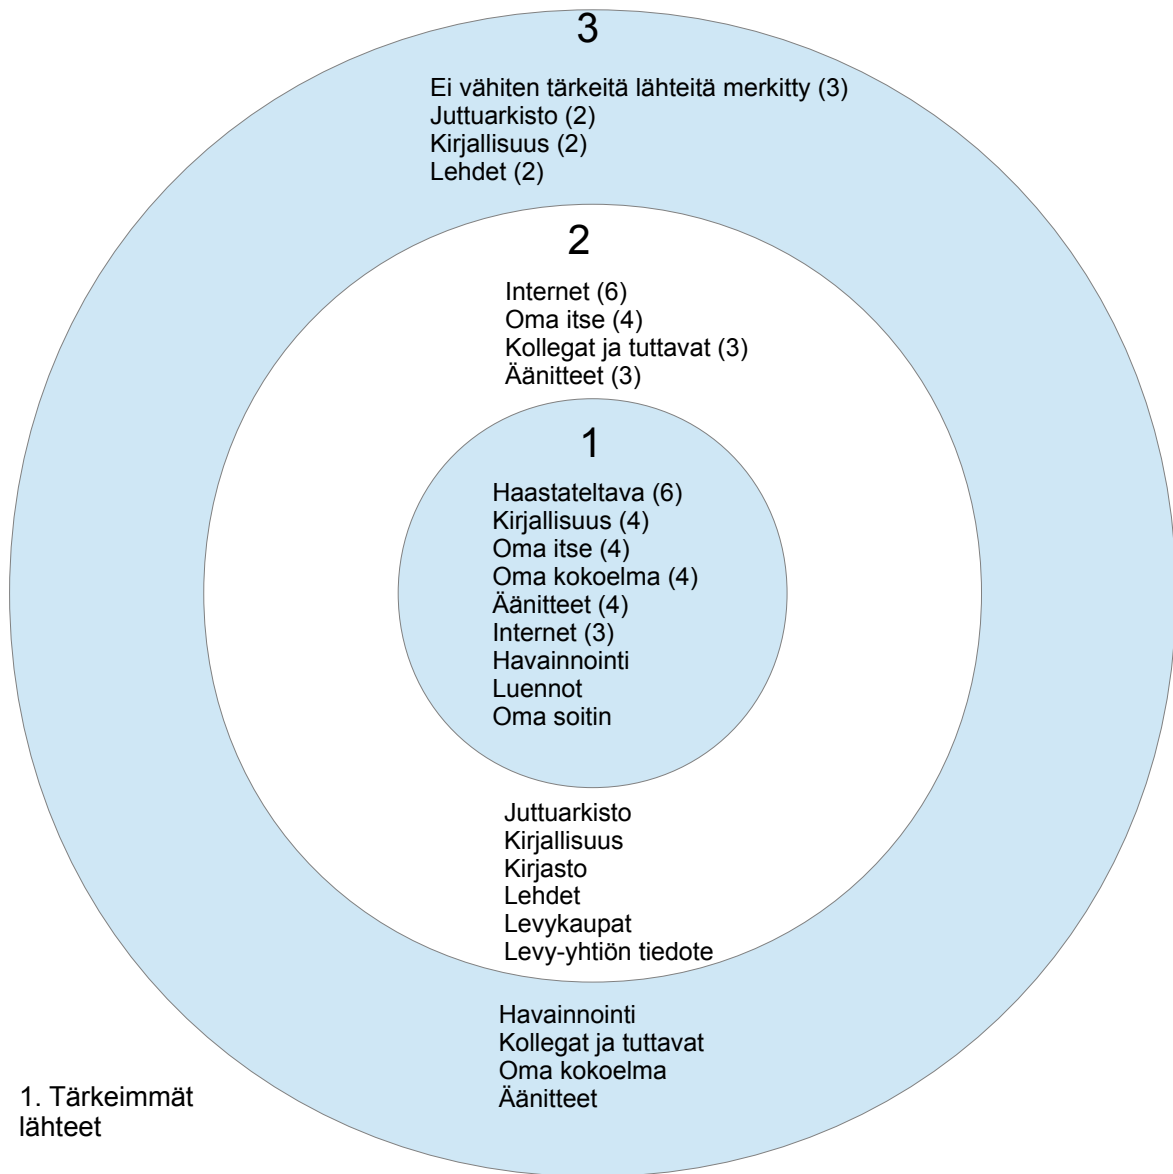 3
Ei vähiten tärkeitä lähteitä merkitty (3)
Juttuarkisto (2)
Kirjallisuus (2)
Lehdet (2)
2
Internet (6)
Oma itse (4)
Kollegat ja tuttavat (3)
Äänitteet (3)
1
Haastateltava (6)
Kirjallisuus (4)
Oma itse (4)
Oma kokoelma (4)
Äänitteet (4)
Internet (3)
Havainnointi
Luennot
Oma soitin
Juttuarkisto
Kirjallisuus
Kirjasto
Lehdet
Levykaupat
Levy-yhtiön tiedote
Havainnointi
Kollegat ja tuttavat
Oma kokoelma
Äänitteet
1. Tärkeimmät
lähteet